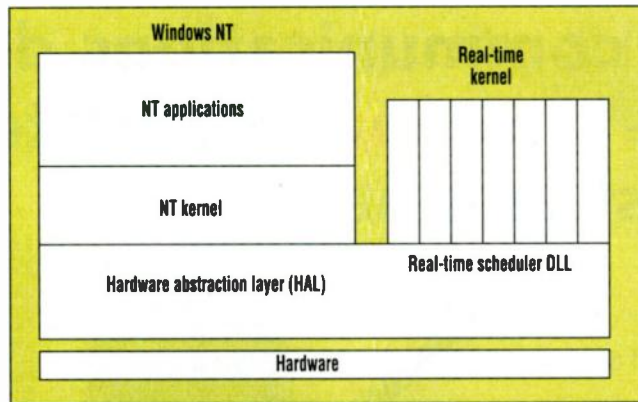 Windows NT
Real-time
kernel
NT applications
NT kernel
Real-time scheduler DLL
Hardware abstraction layer (HAL)
Hardware